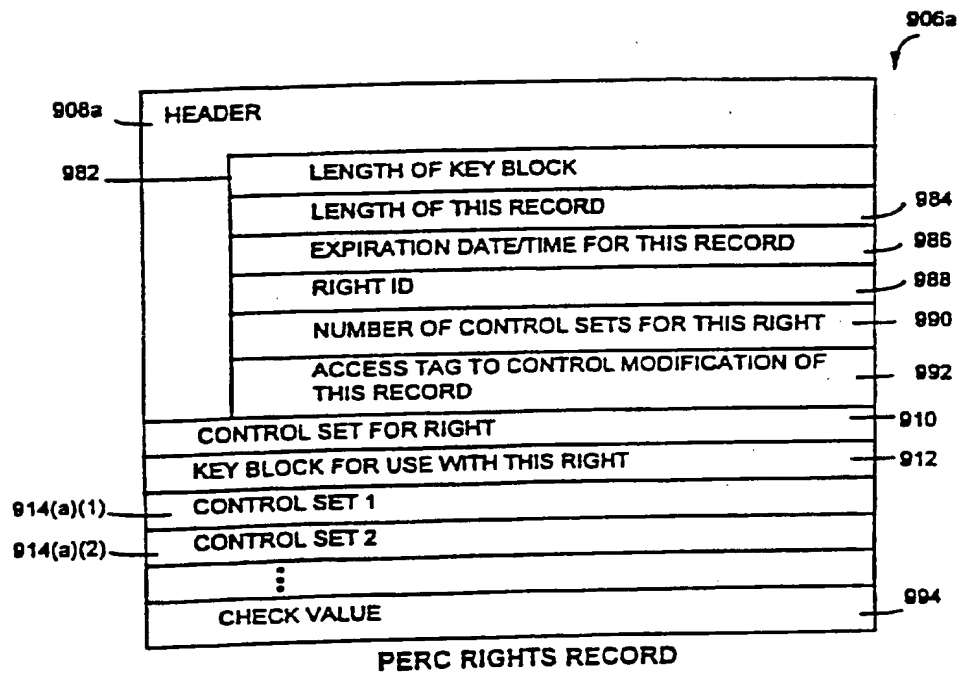 906a
908a
HEADER
982
LENGTH OF KEY BLOCK
LENGTH OF THIS RECORD
984
EXPIRATION DATE/TIME FOR THIS RECORD
986
RIGHT ID
988
NUMBER OF CONTROL SETS FOR THIS RIGHT
990
ACCESS TAG TO CONTROL MODIFICATION OF
THIS RECORD
992
CONTROL SET FOR RIGHT
910
KEY BLOCK FOR USE WITH THIS RIGHT
912
914(a)(1)
CONTROL SET 1
914(a)(2)
CONTROL SET 2
CHECK VALUE
994
PERC RIGHTS RECORD